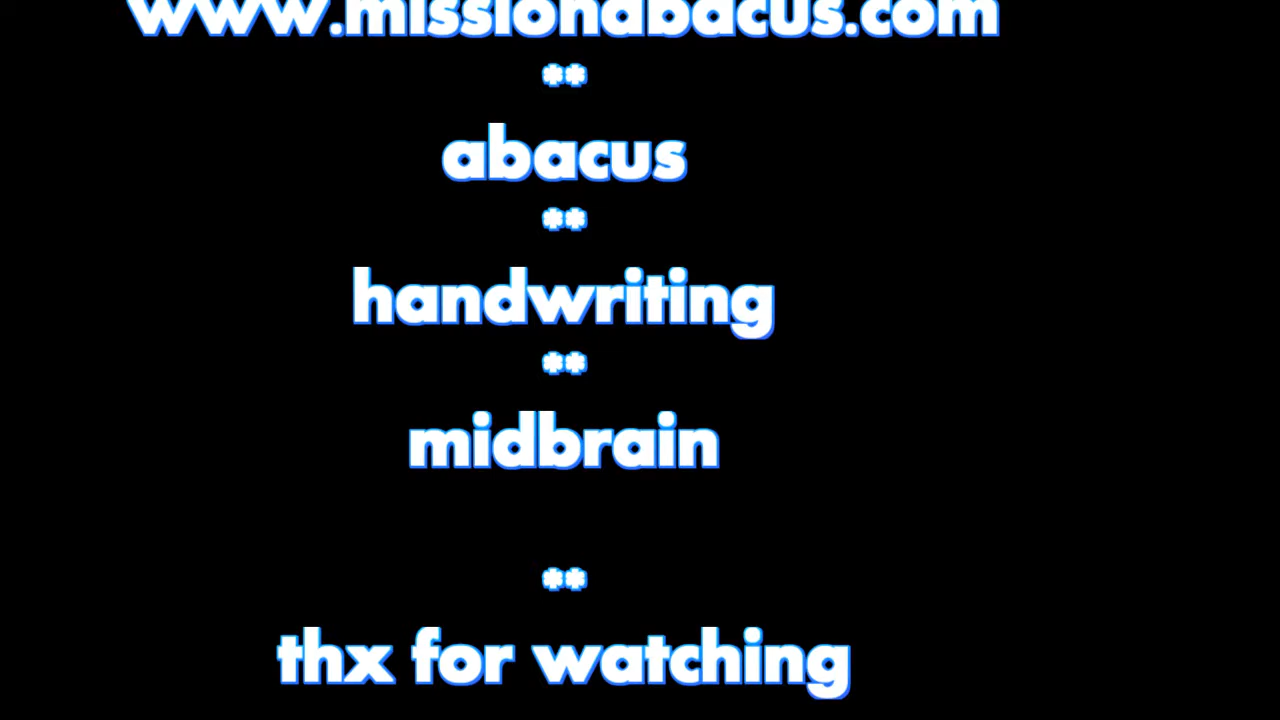 www.missionabacus.com
**
abacus
**
handwriting
**
midbrain
**
thx for watching